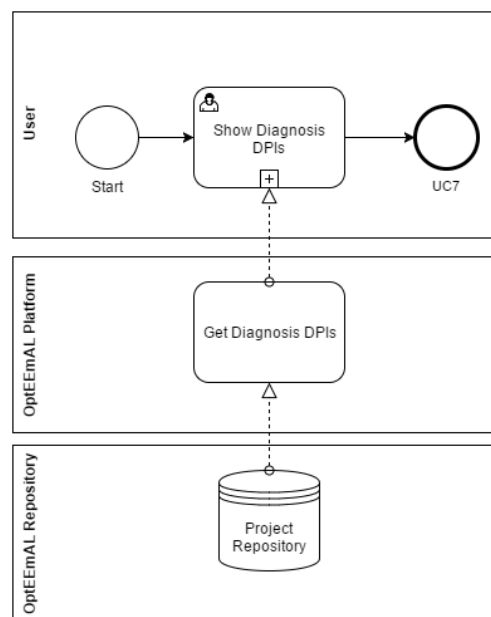 User
Show Diagnosis
DPIs
Start
UC7
OptEEmAL Platform
Get Diagnosis DPIs
OptEEmAL Repository
Project
Repository